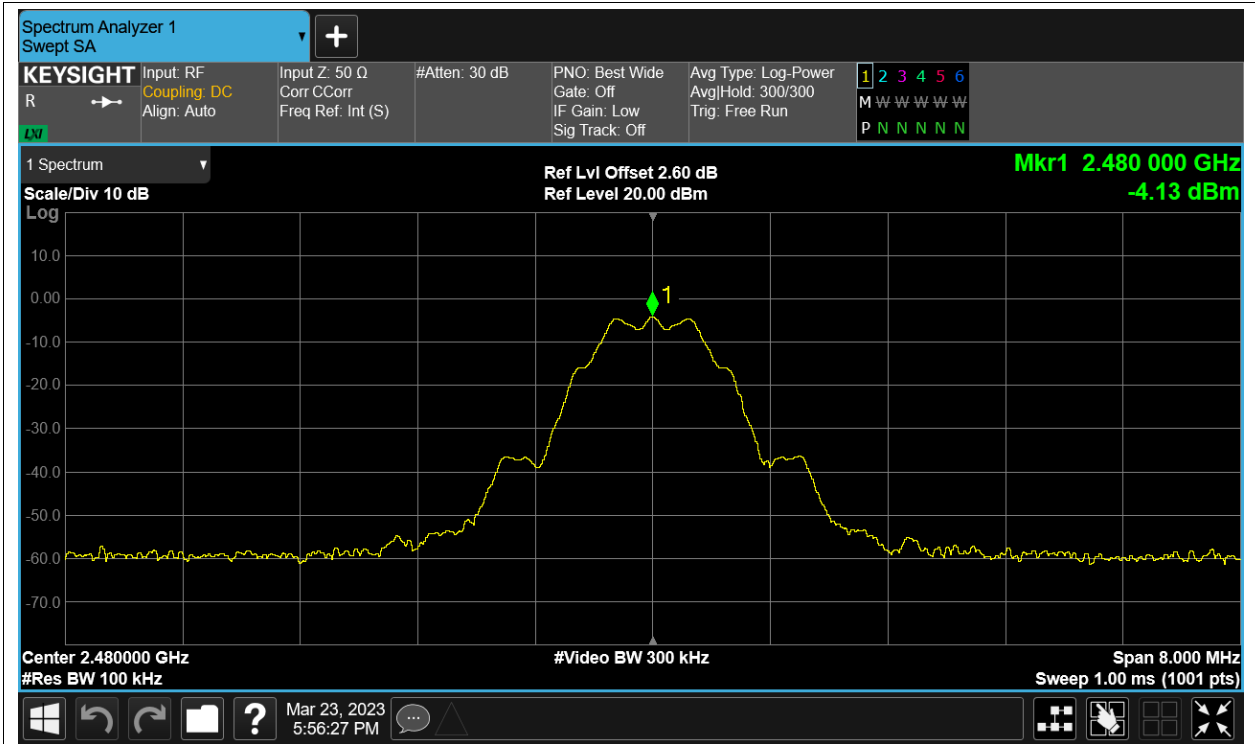 Spectrum Analyzer 1
Swept SA
KEYSIGHT
R
LXI
Input: RF
Coupling: DC
Align: Auto
Input Z: 50 Ω
Corr CCorr
Freq Ref: Int (S)
#Atten: 30 dB
PNO: Best Wide
Gate: Off
IF Gain: Low
Sig Track: Off
Avg Type: Log-Power
Avg|Hold: 300/300
Trig: Free Run
1 2 3 4 5 6
M W W W W W
P N N N N N
1 Spectrum
Scale/Div 10 dB
Log
Ref Lvl Offset 2.60 dB
Ref Level 20.00 dBm
Mkr1 2.480 000 GHz
-4.13 dBm
10.0
0.00
1
-10.0
-20.0
-30.0
-40.0
-50.0
-60.0
-70.0
Center 2.480000 GHz
#Res BW 100 kHz
#Video BW 300 kHz
Span 8.000 MHz
Sweep 1.00 ms (1001 pts)
?
Mar 23, 2023
5:56:27 PM